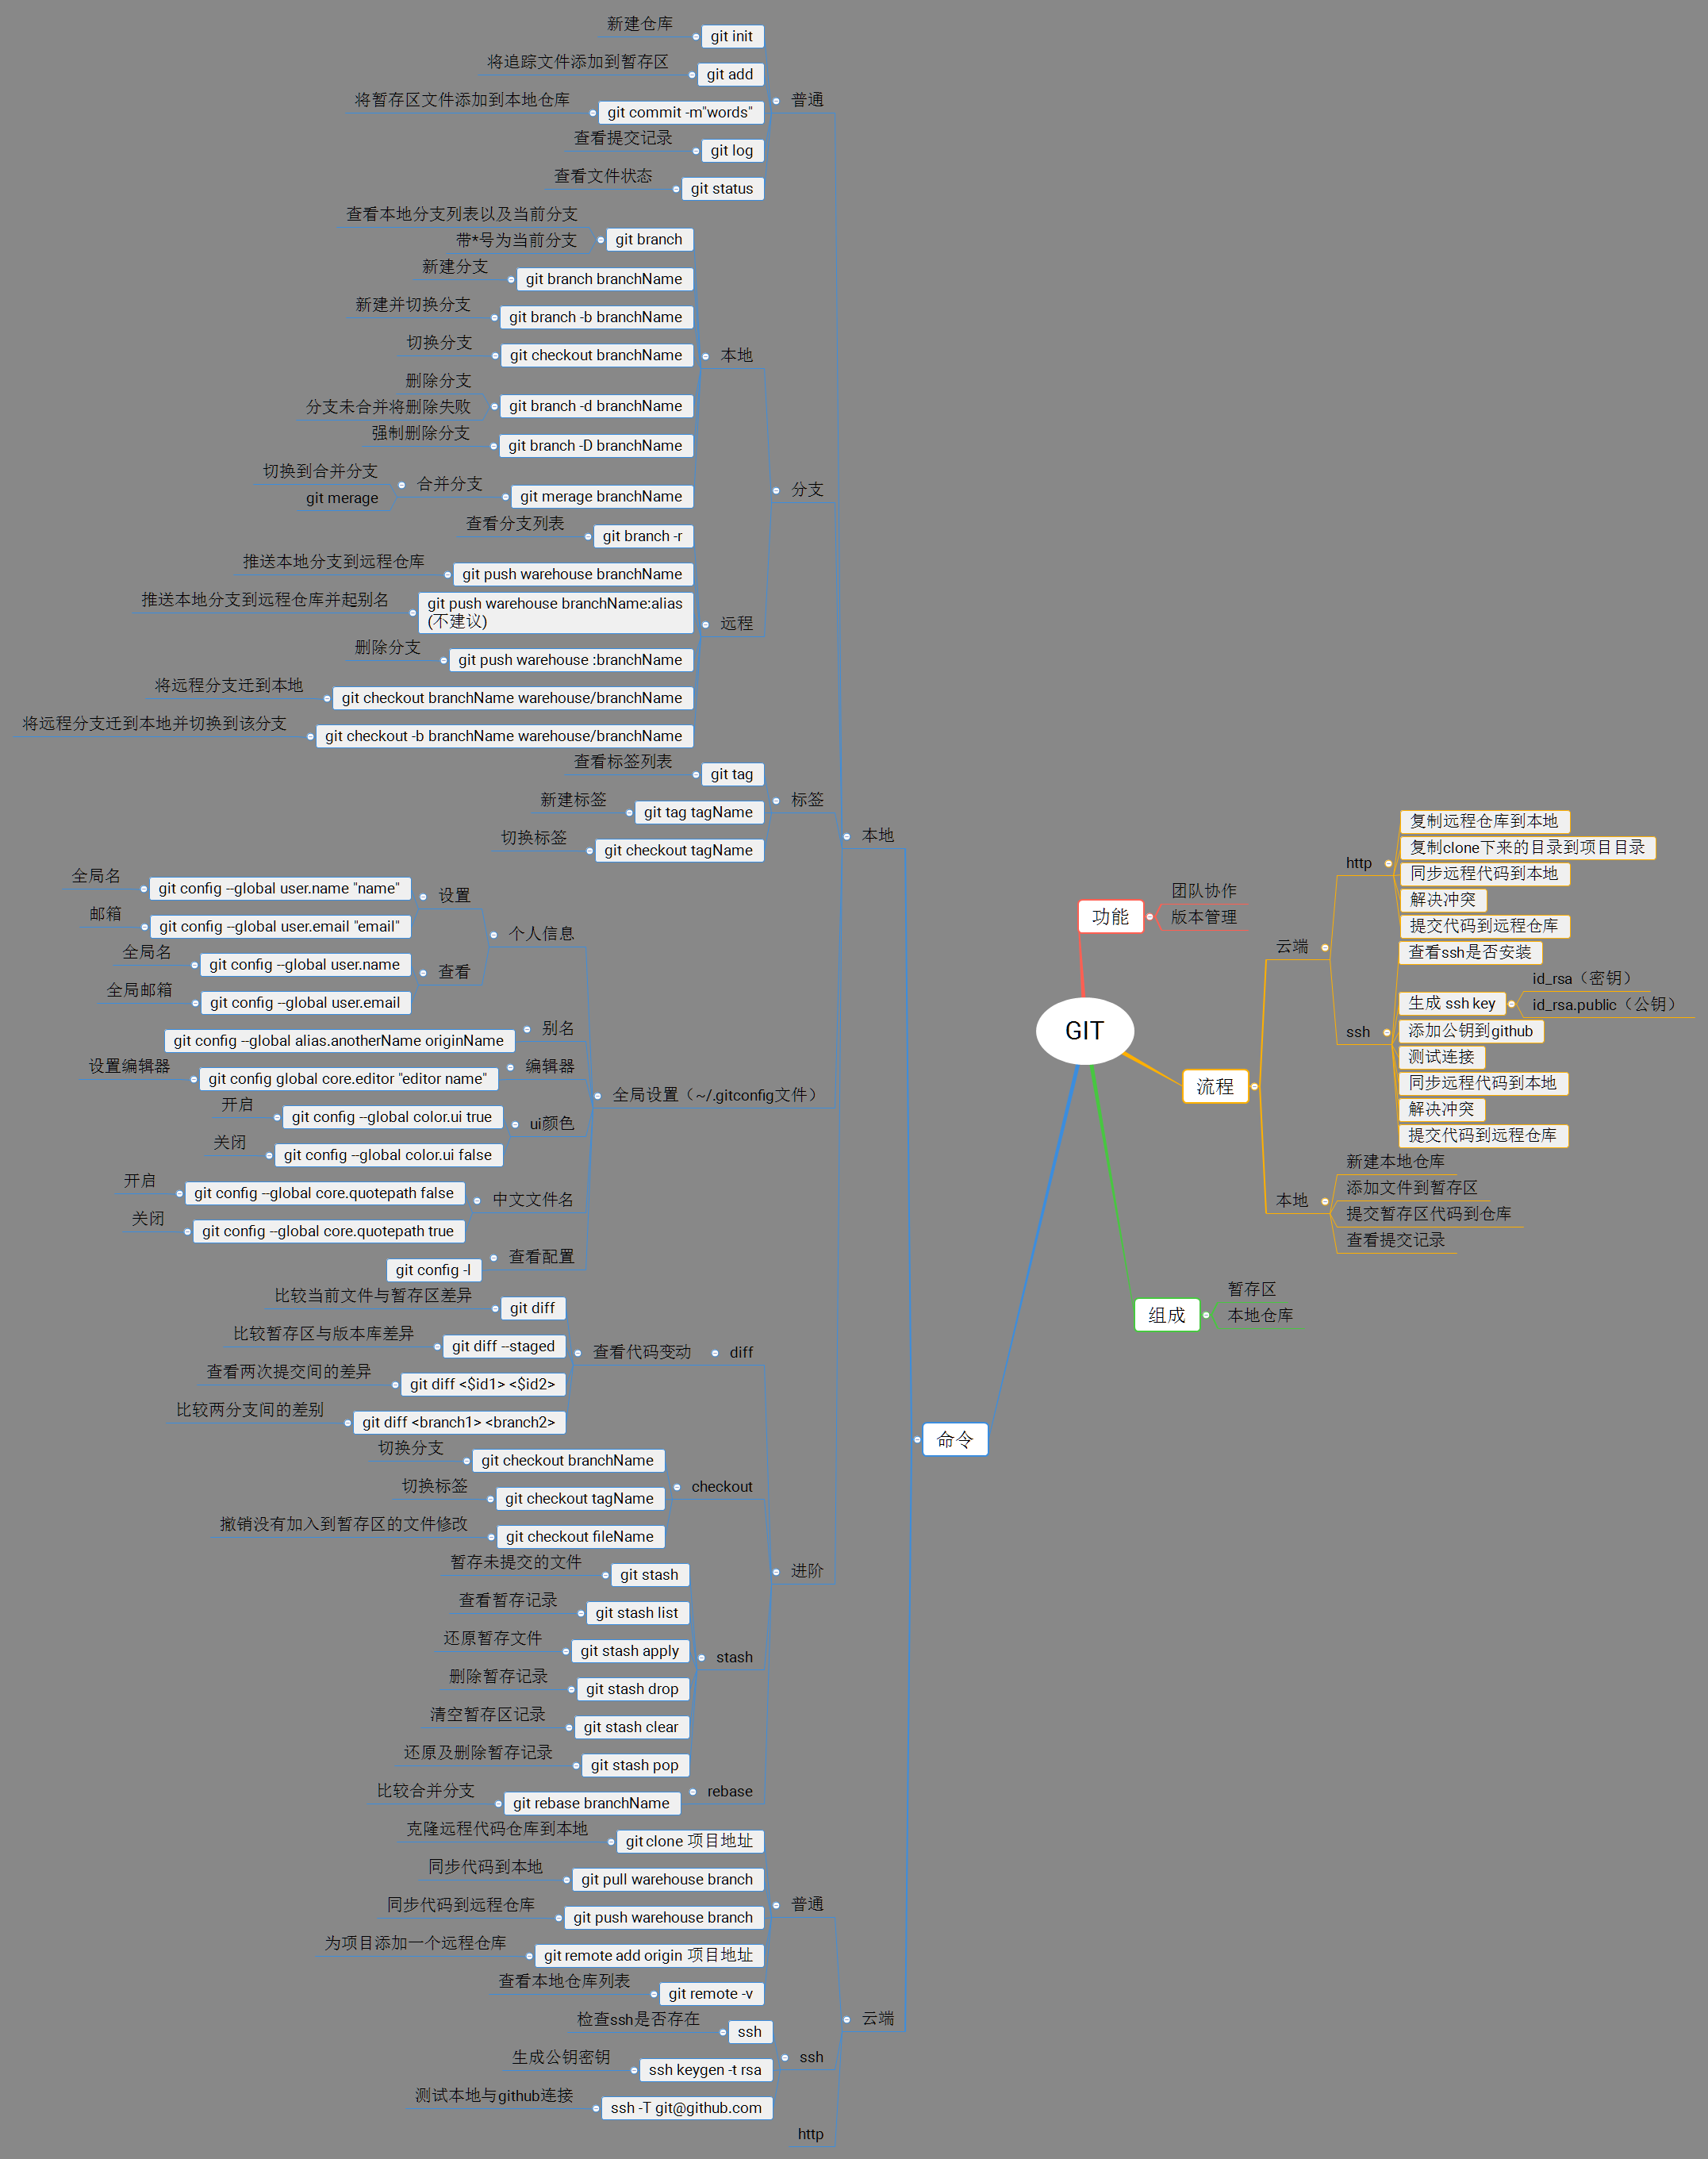 GIT
功能
团队协作
版本管理
流程
云端
http
复制远程仓库到本地
复制clone下来的目录到项目目录
同步远程代码到本地
解决冲突
提交代码到远程仓库
ssh
查看ssh是否安装
生成 ssh key
id_rsa（密钥）
id_rsa.public（公钥）
添加公钥到github
测试连接
同步远程代码到本地
解决冲突
提交代码到远程仓库
本地
新建本地仓库
添加文件到暂存区
提交暂存区代码到仓库
查看提交记录
组成
暂存区
本地仓库
命令
本地
普通
git init
新建仓库
git add
将追踪文件添加到暂存区
git commit -m"words"
将暂存区文件添加到本地仓库
git log
查看提交记录
git status
查看文件状态
分支
本地
git branch
查看本地分支列表以及当前分支
带*号为当前分支
git branch branchName
新建分支
git branch -b branchName
新建并切换分支
git checkout branchName
切换分支
git branch -d branchName
删除分支
分支未合并将删除失败
git branch -D branchName
强制删除分支
git merage branchName
合并分支
切换到合并分支
git merage
远程
git branch -r
查看分支列表
git push warehouse branchName
推送本地分支到远程仓库
git push warehouse branchName:alias
(不建议)
推送本地分支到远程仓库并起别名
git push warehouse :branchName
删除分支
git checkout branchName warehouse/branchName
将远程分支迁到本地
git checkout -b branchName warehouse/branchName
将远程分支迁到本地并切换到该分支
标签
git tag
查看标签列表
git tag tagName
新建标签
git checkout tagName
切换标签
全局设置（~/.gitconfig文件）
个人信息
设置
git config --global user.name "name"
全局名
git config --global user.email "email"
邮箱
查看
git config --global user.name
全局名
git config --global user.email
全局邮箱
别名
git config --global alias.anotherName originName
编辑器
git config global core.editor "editor name"
设置编辑器
ui颜色
git config --global color.ui true
开启
git config --global color.ui false
关闭
中文文件名
git config --global core.quotepath false
开启
git config --global core.quotepath true
关闭
查看配置
git config -l
进阶
diff
查看代码变动
git diff
比较当前文件与暂存区差异
git diff --staged
比较暂存区与版本库差异
git diff <$id1> <$id2>
查看两次提交间的差异
git diff <branch1> <branch2>
比较两分支间的差别
checkout
git checkout branchName
切换分支
git checkout tagName
切换标签
git checkout fileName
撤销没有加入到暂存区的文件修改
stash
git stash
暂存未提交的文件
git stash list
查看暂存记录
git stash apply
还原暂存文件
git stash drop
删除暂存记录
git stash clear
清空暂存区记录
git stash pop
还原及删除暂存记录
rebase
git rebase branchName
比较合并分支
云端
普通
git clone 项目地址
克隆远程代码仓库到本地
git pull warehouse branch
同步代码到本地
git push warehouse branch
同步代码到远程仓库
git remote add origin 项目地址
为项目添加一个远程仓库
git remote -v
查看本地仓库列表
ssh
ssh
检查ssh是否存在
ssh keygen -t rsa
生成公钥密钥
ssh -T git@github.com
测试本地与github连接
http